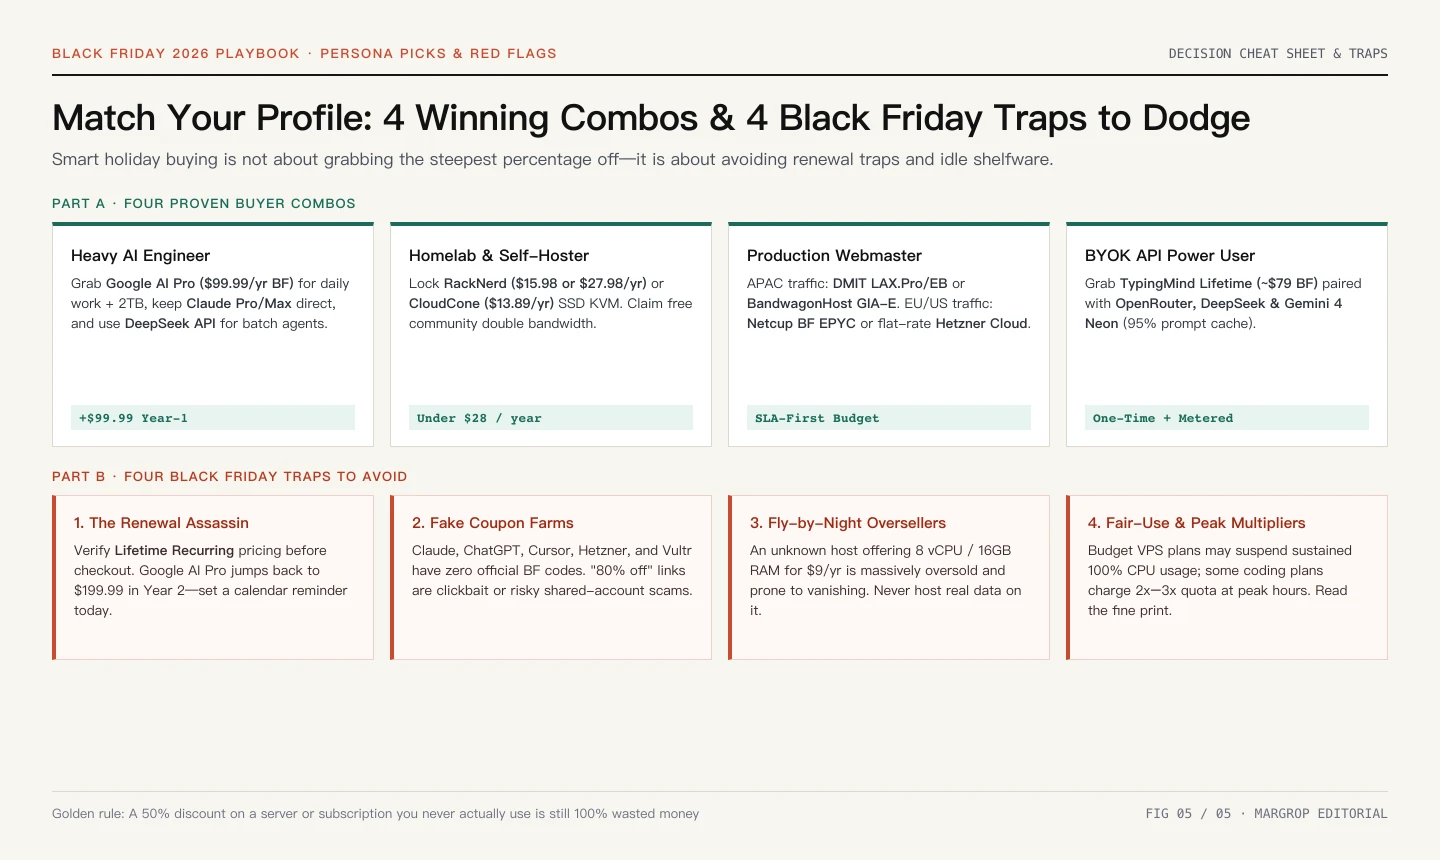 BLACK FRIDAY 2026 PLAYBOOK · PERSONA PICKS & RED FLAGS
DECISION CHEAT SHEET & TRAPS
Match Your Profile: 4 Winning Combos & 4 Black Friday Traps to Dodge
Smart holiday buying is not about grabbing the steepest percentage off—it is about avoiding renewal traps and idle shelfware.
PART A · FOUR PROVEN BUYER COMBOS
Heavy AI Engineer
Grab Google AI Pro ($99.99/yr BF) for daily
work + 2TB, keep Claude Pro/Max direct,
and use DeepSeek API for batch agents.
+$99.99 Year-1
Homelab & Self-Hoster
Lock RackNerd ($15.98 or $27.98/yr) or
CloudCone ($13.89/yr) SSD KVM. Claim free
community double bandwidth.
Under $28 / year
Production Webmaster
APAC traffic: DMIT LAX.Pro/EB or
BandwagonHost GIA-E. EU/US traffic:
Netcup BF EPYC or flat-rate Hetzner Cloud.
SLA-First Budget
BYOK API Power User
Grab TypingMind Lifetime (~$79 BF) paired
with OpenRouter, DeepSeek & Gemini 4
Neon (95% prompt cache).
One-Time + Metered
PART B · FOUR BLACK FRIDAY TRAPS TO AVOID
1. The Renewal Assassin
Verify Lifetime Recurring pricing before
checkout. Google AI Pro jumps back to
$199.99 in Year 2—set a calendar reminder
today.
2. Fake Coupon Farms
Claude, ChatGPT, Cursor, Hetzner, and Vultr
have zero official BF codes. "80% off" links
are clickbait or risky shared-account scams.
3. Fly-by-Night Oversellers
An unknown host offering 8 vCPU / 16GB
RAM for $9/yr is massively oversold and
prone to vanishing. Never host real data on
it.
4. Fair-Use & Peak Multipliers
Budget VPS plans may suspend sustained
100% CPU usage; some coding plans
charge 2x–3x quota at peak hours. Read
the fine print.
Golden rule: A 50% discount on a server or subscription you never actually use is still 100% wasted money
FIG 05 / 05 · MARGROP EDITORIAL